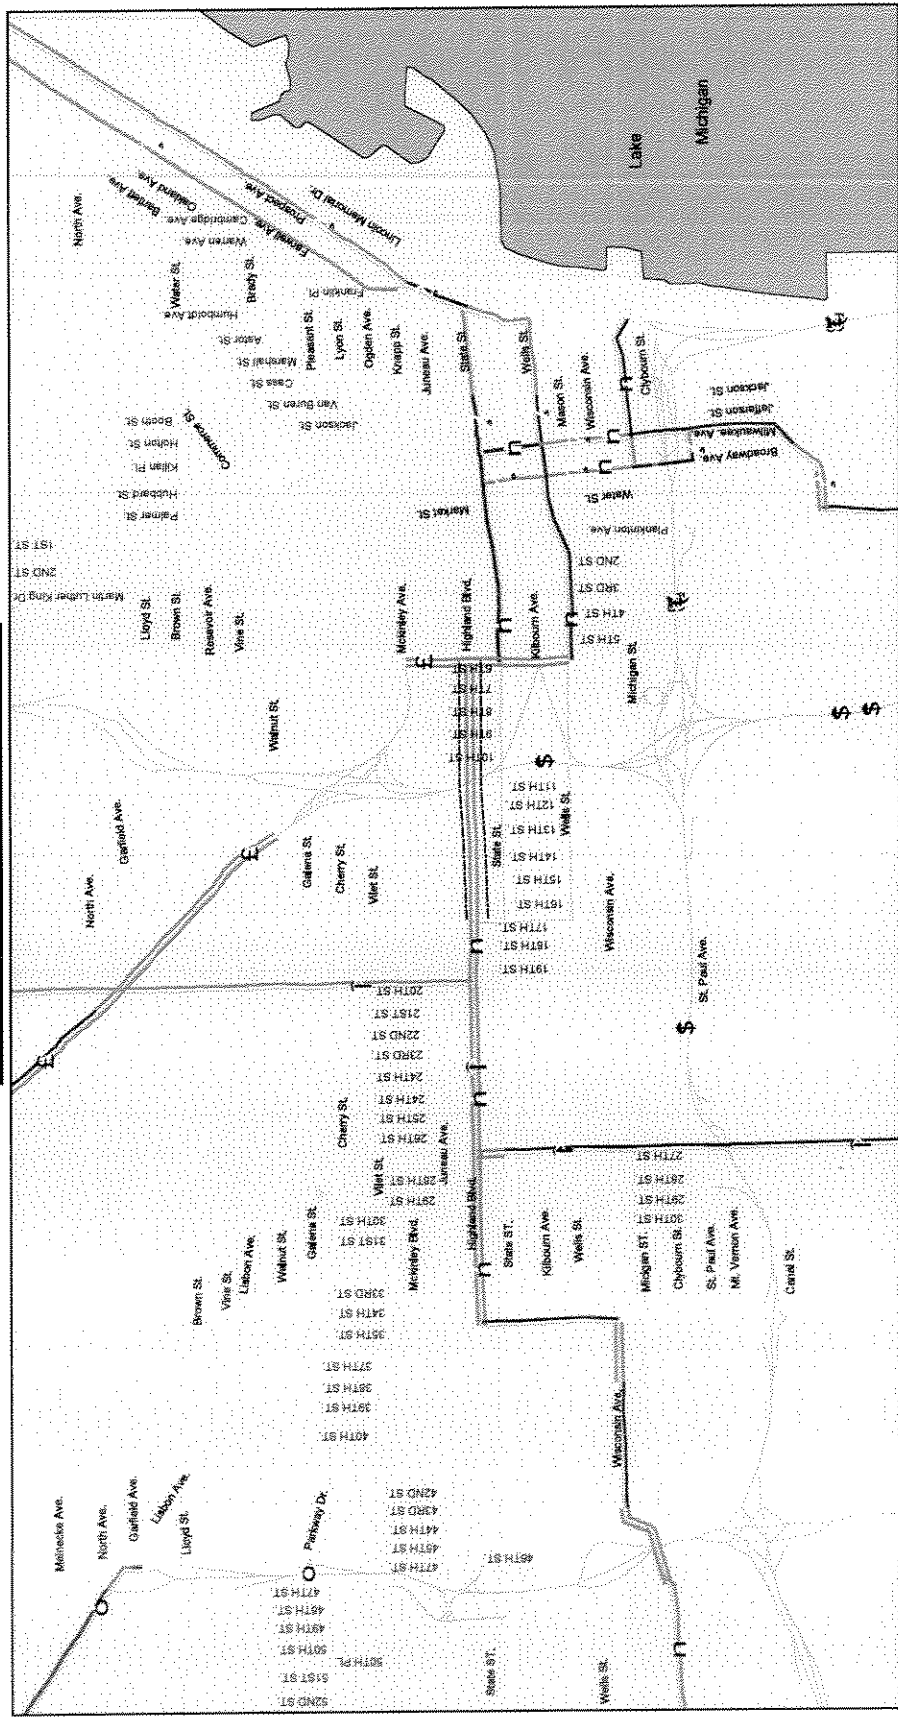 North Ave.
Bartlett Ave.
Oakland Ave.
Cambridge Ave.
Warren Ave.
Prospect Ave.
Farwell Ave.
Lincoln Memorial Dr.
Lake
Michigan
Water St.
Brady St.
Humboldt Ave.
Franklin Pl.
Astor St.
Marshall St.
Cass St.
Van Buren St.
Jackson St.
Pleasant St.
Lyon St.
Ogden Ave.
Knapp St.
Juneau Ave.
State St.
Wells St.
Mason St.
Wisconsin Ave.
Clybourn St.
Jackson St.
Jefferson St.
Milwaukee Ave.
Broadway Ave.
Booth St.
Holton St.
Kilian Pl.
Hubbard St.
Palmer St.
Commerce St.
Market St.
Water St.
Plankinton Ave.
1ST ST
2ND ST
Martin Luther King Dr
Lloyd St.
Brown St.
Resevoir Ave.
Vine St.
Mckinley Ave.
Highland Blvd.
Kilbourn Ave.
2ND ST
3RD ST
4TH ST
5TH ST
Michigan St.
6TH ST
7TH ST
8TH ST
9TH ST
10TH ST
Walnut St.
11TH ST
12TH ST
13TH ST
14TH ST
15TH ST
16TH ST
17TH ST
18TH ST
19TH ST
State St.
Wells St.
Wisconsin Ave.
St. Paul Ave.
North Ave.
Garfield Ave.
Galena St.
Cherry St.
Vliet St.
20TH ST
21ST ST
22ND ST
23RD ST
24TH ST
24TH ST
25TH ST
26TH ST
Cherry St.
Vliet St.
Juneau Ave.
27TH ST
28TH ST
29TH ST
30TH ST
28TH ST
29TH ST
30TH ST
31ST ST
Brown St.
Vine St.
Lisbon Ave.
Walnut St.
Galena St.
Mckinley Blvd.
Highland Blvd.
State ST.
Kilbourn Ave.
Wells St.
Michigan ST.
Clybourn St.
St. Paul Ave.
Mt. Vernon Ave.
Canal St.
33RD ST
34TH ST
35TH ST
37TH ST
38TH ST
39TH ST
40TH ST
Wisconsin Ave.
Meinecke Ave.
North Ave.
Garfield Ave.
Lisbon Ave.
Lloyd St.
Parkway Dr.
42ND ST
43RD ST
44TH ST
45TH ST
47TH ST
46TH ST
47TH ST
48TH ST
49TH ST
50TH ST
50TH PL
51ST ST
52ND ST
State ST.
Wells St.